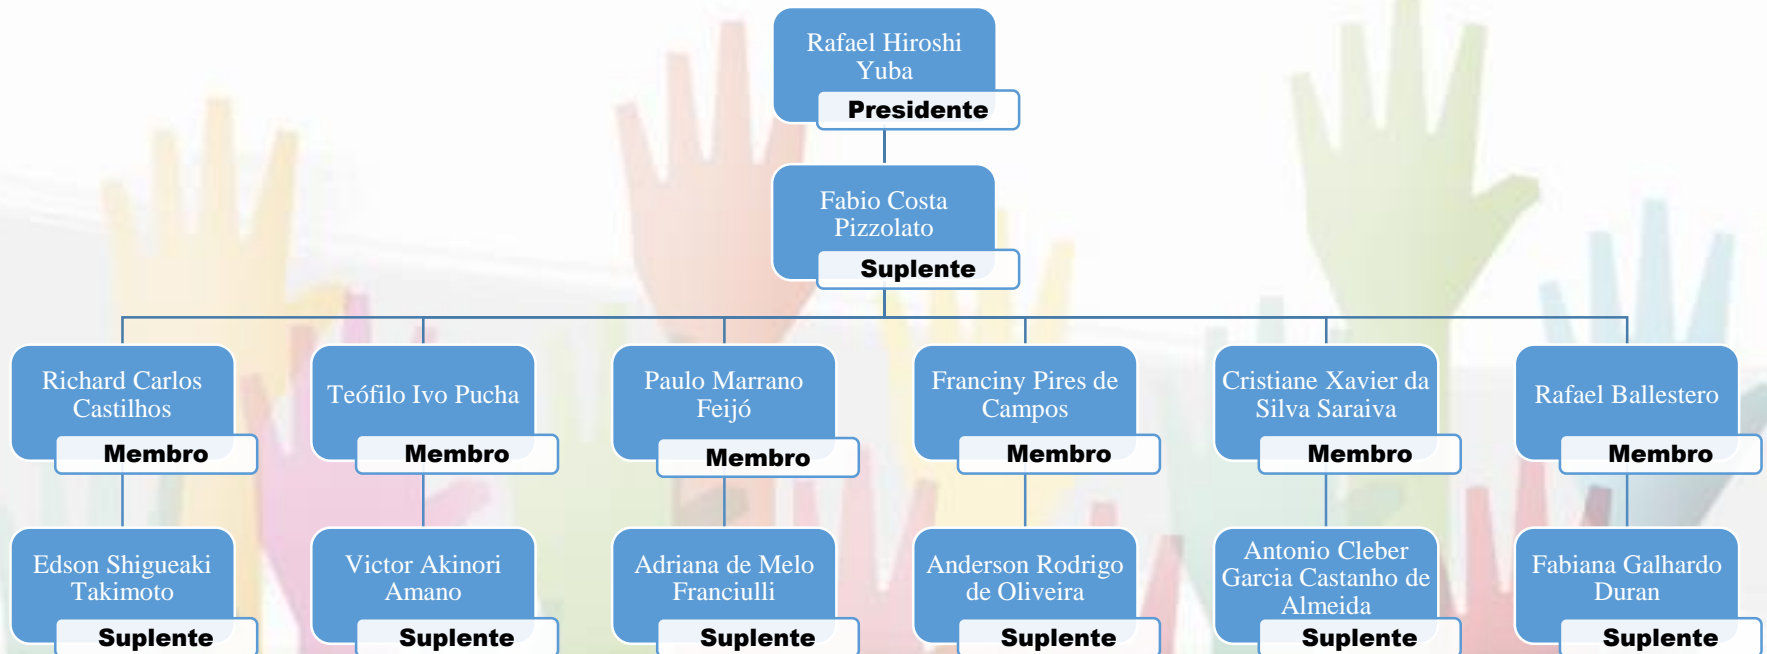 Rafael Hiroshi
Yuba
Presidente
Fabio Costa
Pizzolato
Suplente
Richard Carlos
Castilhos
Membro
Teófilo Ivo Pucha
Membro
Paulo Marrano
Feijó
Membro
Franciny Pires de
Campos
Membro
Cristiane Xavier da
Silva Saraiva
Membro
Rafael Ballestero
Membro
Edson Shigueaki
Takimoto
Suplente
Victor Akinori
Amano
Suplente
Adriana de Melo
Franciulli
Suplente
Anderson Rodrigo
de Oliveira
Suplente
Antonio Cleber
Garcia Castanho de
Almeida
Suplente
Fabiana Galhardo
Duran
Suplente